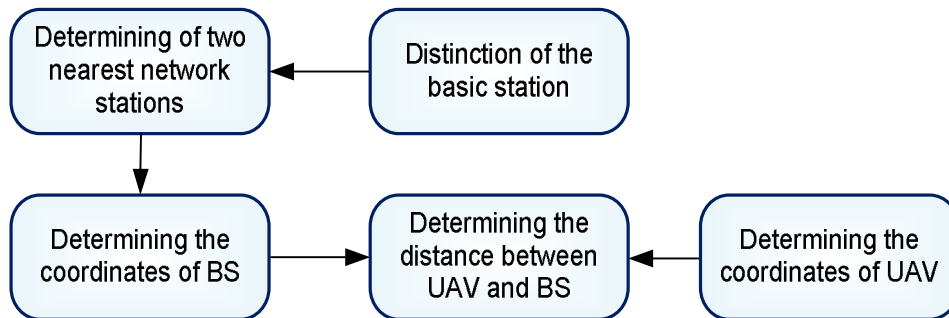 Determining of two
nearest network
stations
Distinction of the
basic station
Determining the
coordinates of BS
Determining the
distance between
UAV and BS
Determining the
coordinates of UAV